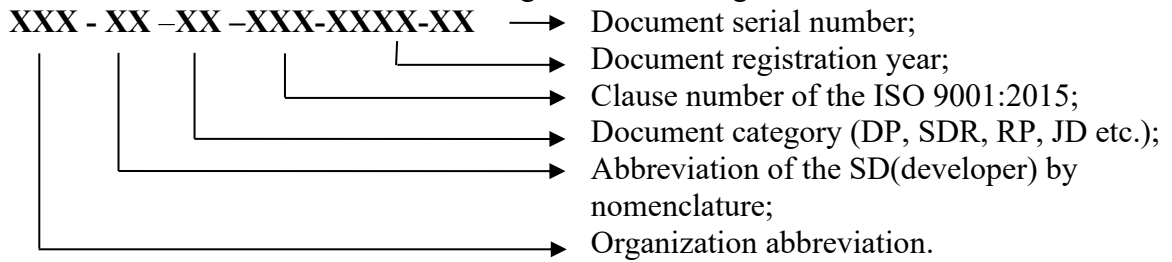 XXX - XX –XX –XXX-XXXX-XX Document serial number;
Document registration year;
Clause number of the ISO 9001:2015;
Document category (DP, SDR, RP, JD etc.);
Abbreviation of the SD(developer) by
nomenclature;
Organization abbreviation.